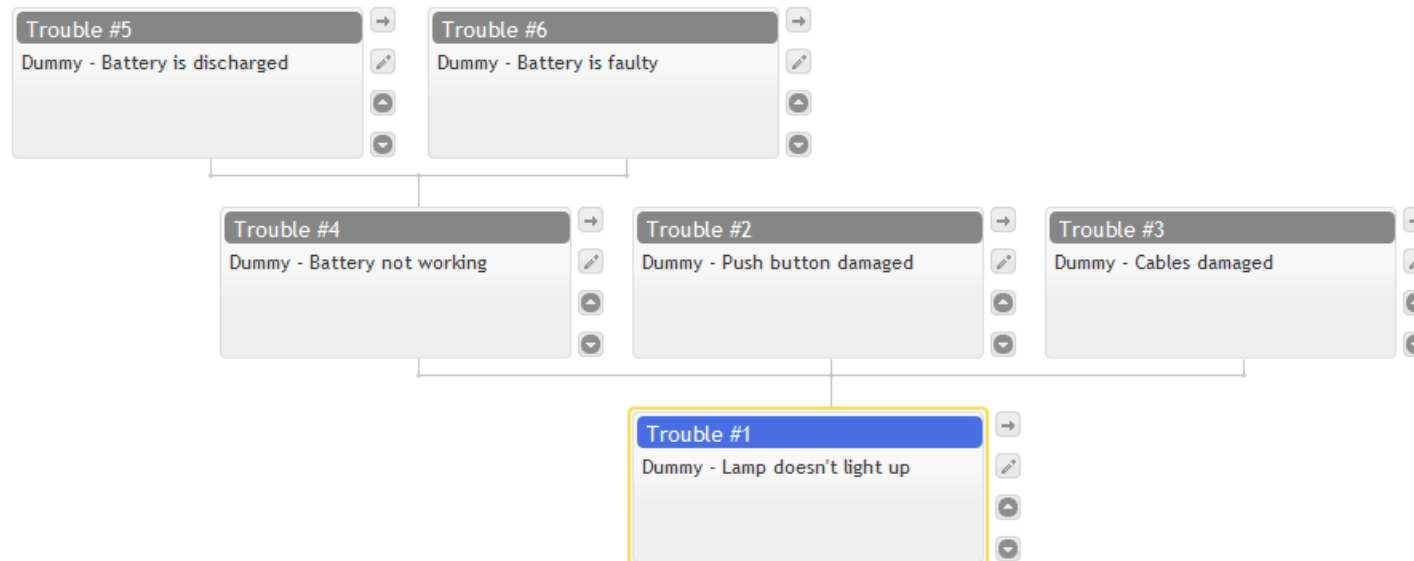 Trouble #5
Dummy - Battery is discharged
Trouble #6
Dummy - Battery is faulty
Trouble #4
Dummy - Battery not working
Trouble #2
Dummy - Push button damaged
Trouble #3
Dummy - Cables damaged
Trouble #1
Dummy - Lamp doesn't light up